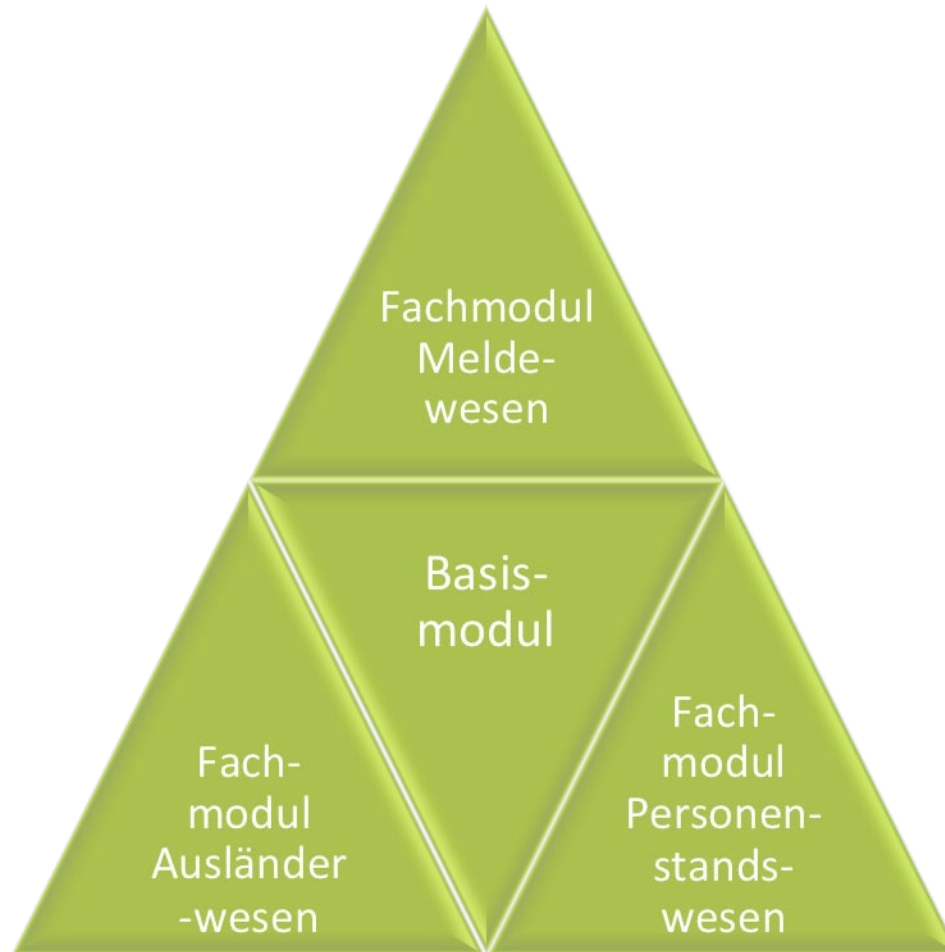 Fachmodul
Melde-
wesen
Basis-
modul
Fach-
modul
Ausländer
-wesen
Fach-
modul
Personen-
stands-
wesen